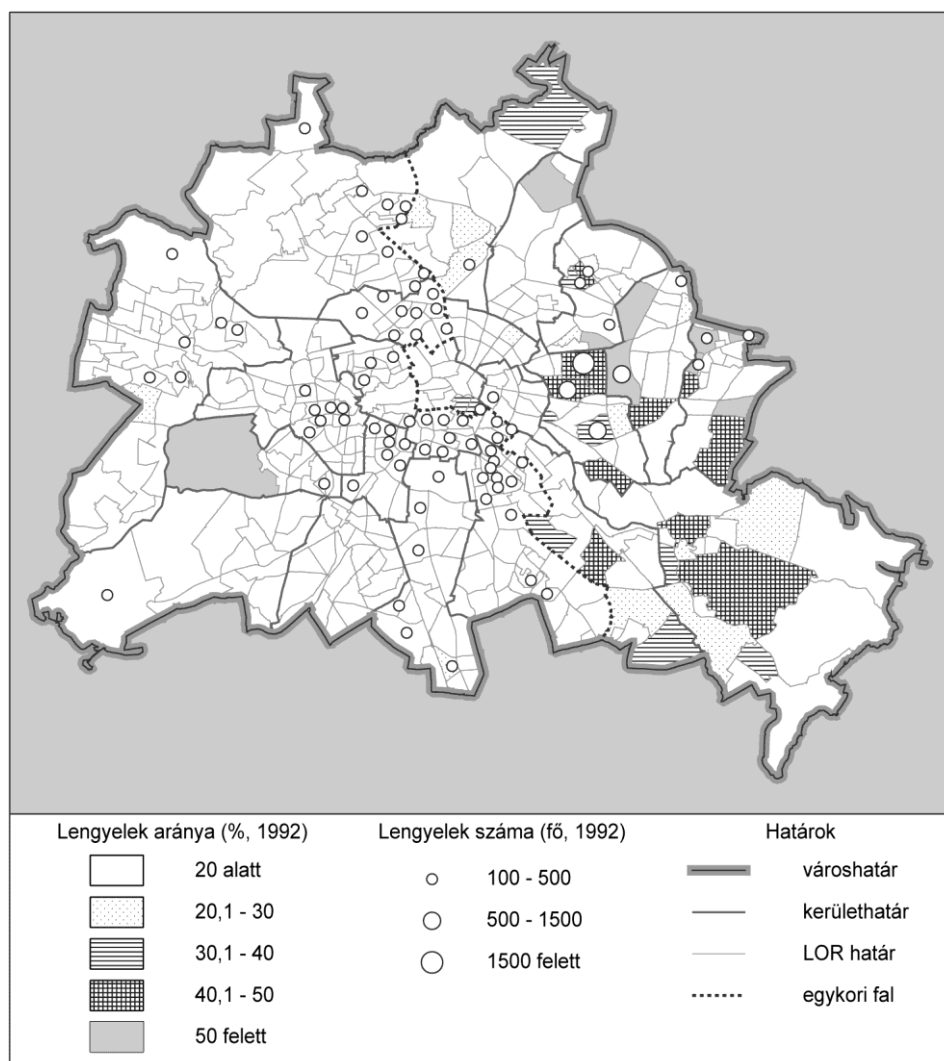 Lengyelek aránya (%, 1992)
20 alatt
20,1 - 30
30,1 - 40
40,1 - 50
50 felett
Lengyelek száma (fő, 1992)
100 - 500
500 - 1500
1500 felett
Határok
városhatár
kerülethatár
LOR határ
egykori fal